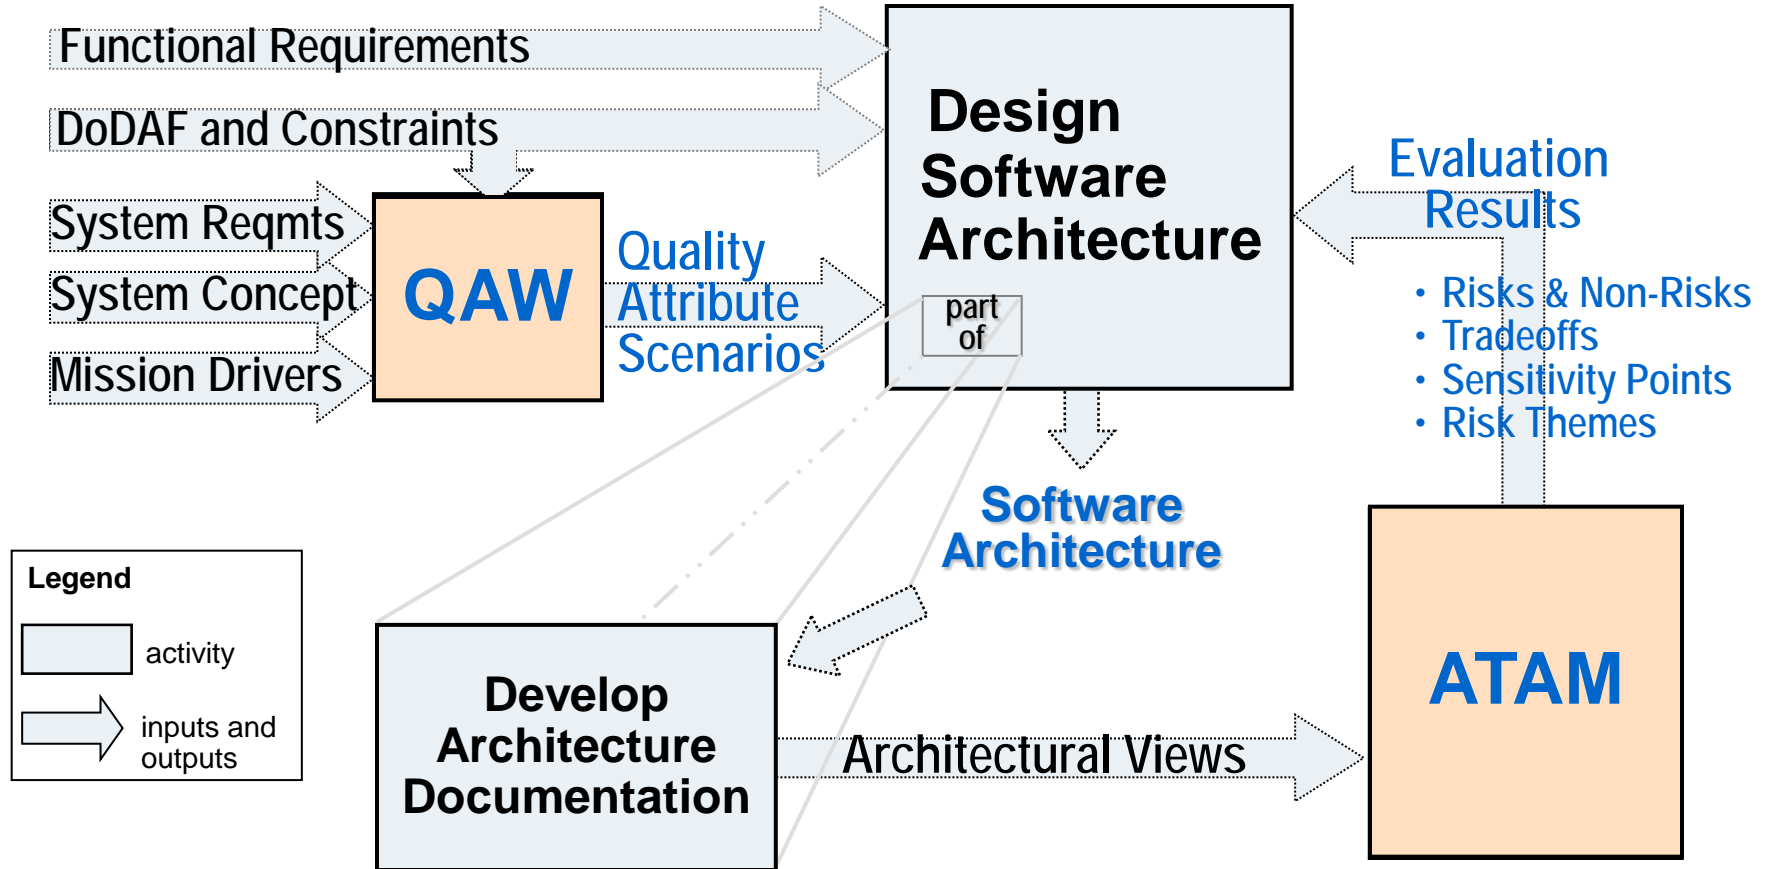 Functional Requirements
DoDAF and Constraints
System Reqmts
System Concept
Mission Drivers
QAW
Quality
Attribute
Scenarios
Design
Software
Architecture
part
of
Evaluation
Results
• Risks & Non-Risks
• Tradeoffs
• Sensitivity Points
• Risk Themes
Software
Architecture
Legend
activity
inputs and
outputs
Develop
Architecture
Documentation
Architectural Views
ATAM